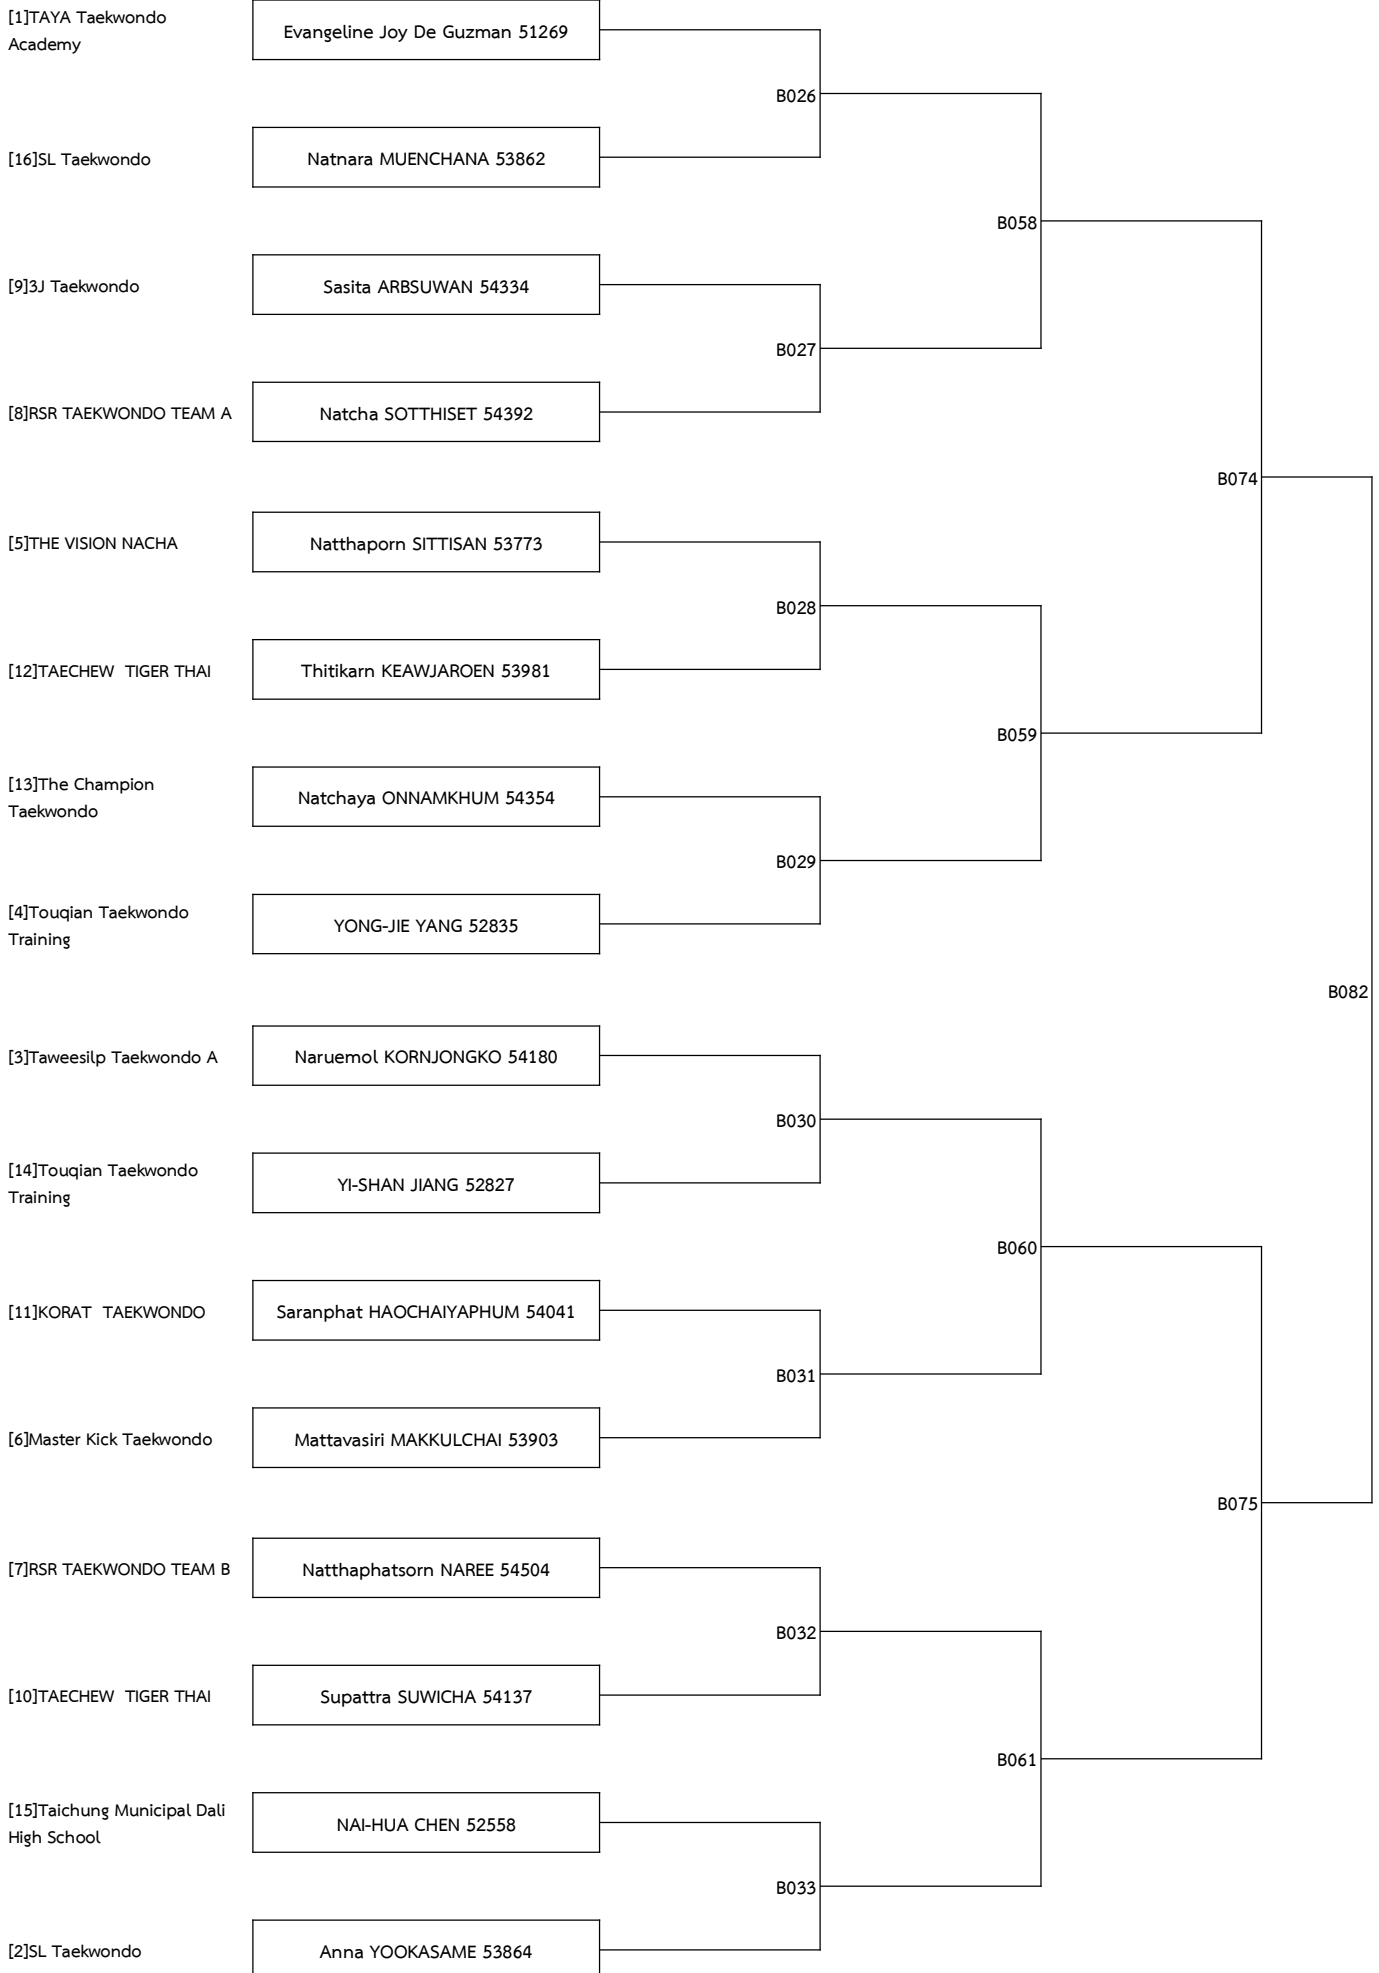 [1]TAYA Taekwondo
Academy
Evangeline Joy De Guzman 51269
B026
[16]SL Taekwondo
Natnara MUENCHANA 53862
B058
[9]3J Taekwondo
Sasita ARBSUWAN 54334
B027
[8]RSR TAEKWONDO TEAM A
Natcha SOTTHISET 54392
B074
[5]THE VISION NACHA
Natthaporn SITTISAN 53773
B028
[12]TAECHEW  TIGER THAI
Thitikarn KEAWJAROEN 53981
B059
[13]The Champion
Taekwondo
Natchaya ONNAMKHUM 54354
B029
[4]Touqian Taekwondo
Training
YONG-JIE YANG 52835
B082
[3]Taweesilp Taekwondo A
Naruemol KORNJONGKO 54180
B030
[14]Touqian Taekwondo
Training
YI-SHAN JIANG 52827
B060
[11]KORAT  TAEKWONDO
Saranphat HAOCHAIYAPHUM 54041
B031
[6]Master Kick Taekwondo
Mattavasiri MAKKULCHAI 53903
B075
[7]RSR TAEKWONDO TEAM B
Natthaphatsorn NAREE 54504
B032
[10]TAECHEW  TIGER THAI
Supattra SUWICHA 54137
B061
[15]Taichung Municipal Dali
High School
NAI-HUA CHEN 52558
B033
[2]SL Taekwondo
Anna YOOKASAME 53864